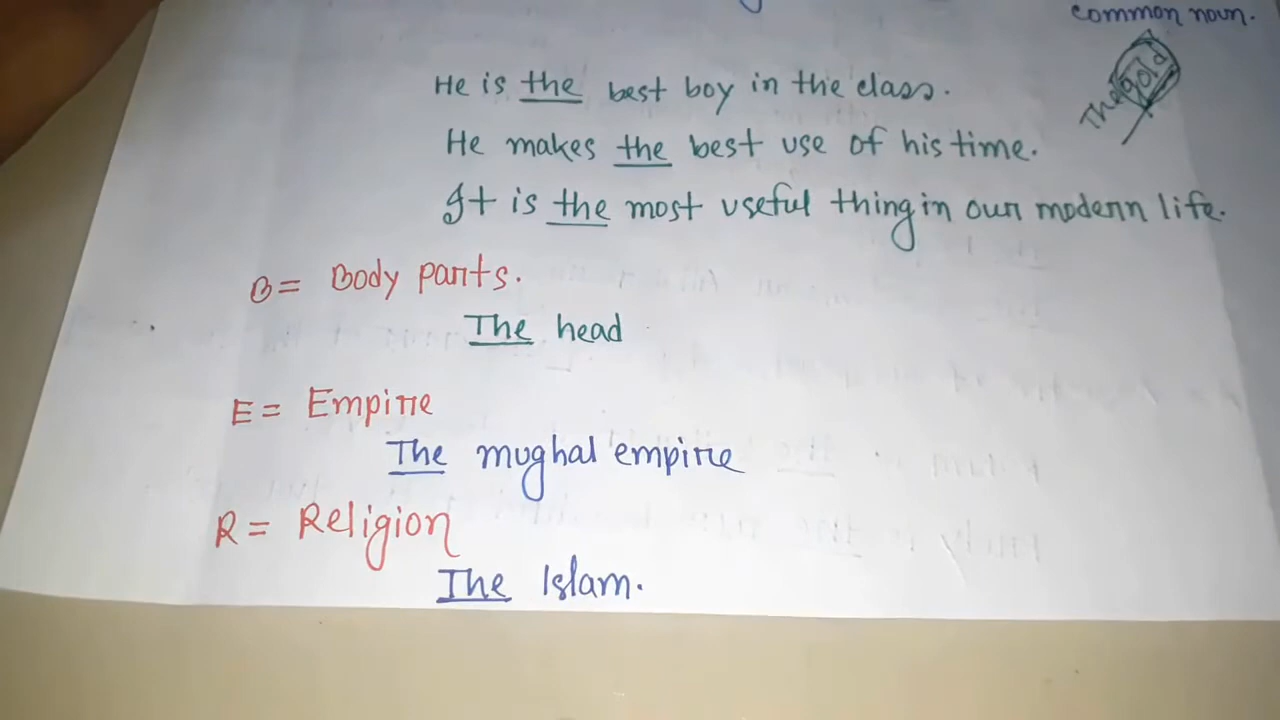 common noun.
The gold
He is the best boy in the class.
He makes the best use of his time.
It is the most useful thing in our modern life.
B= Body parts.
The head
E= Empire
The mughal empire
R= Religion
The Islam.